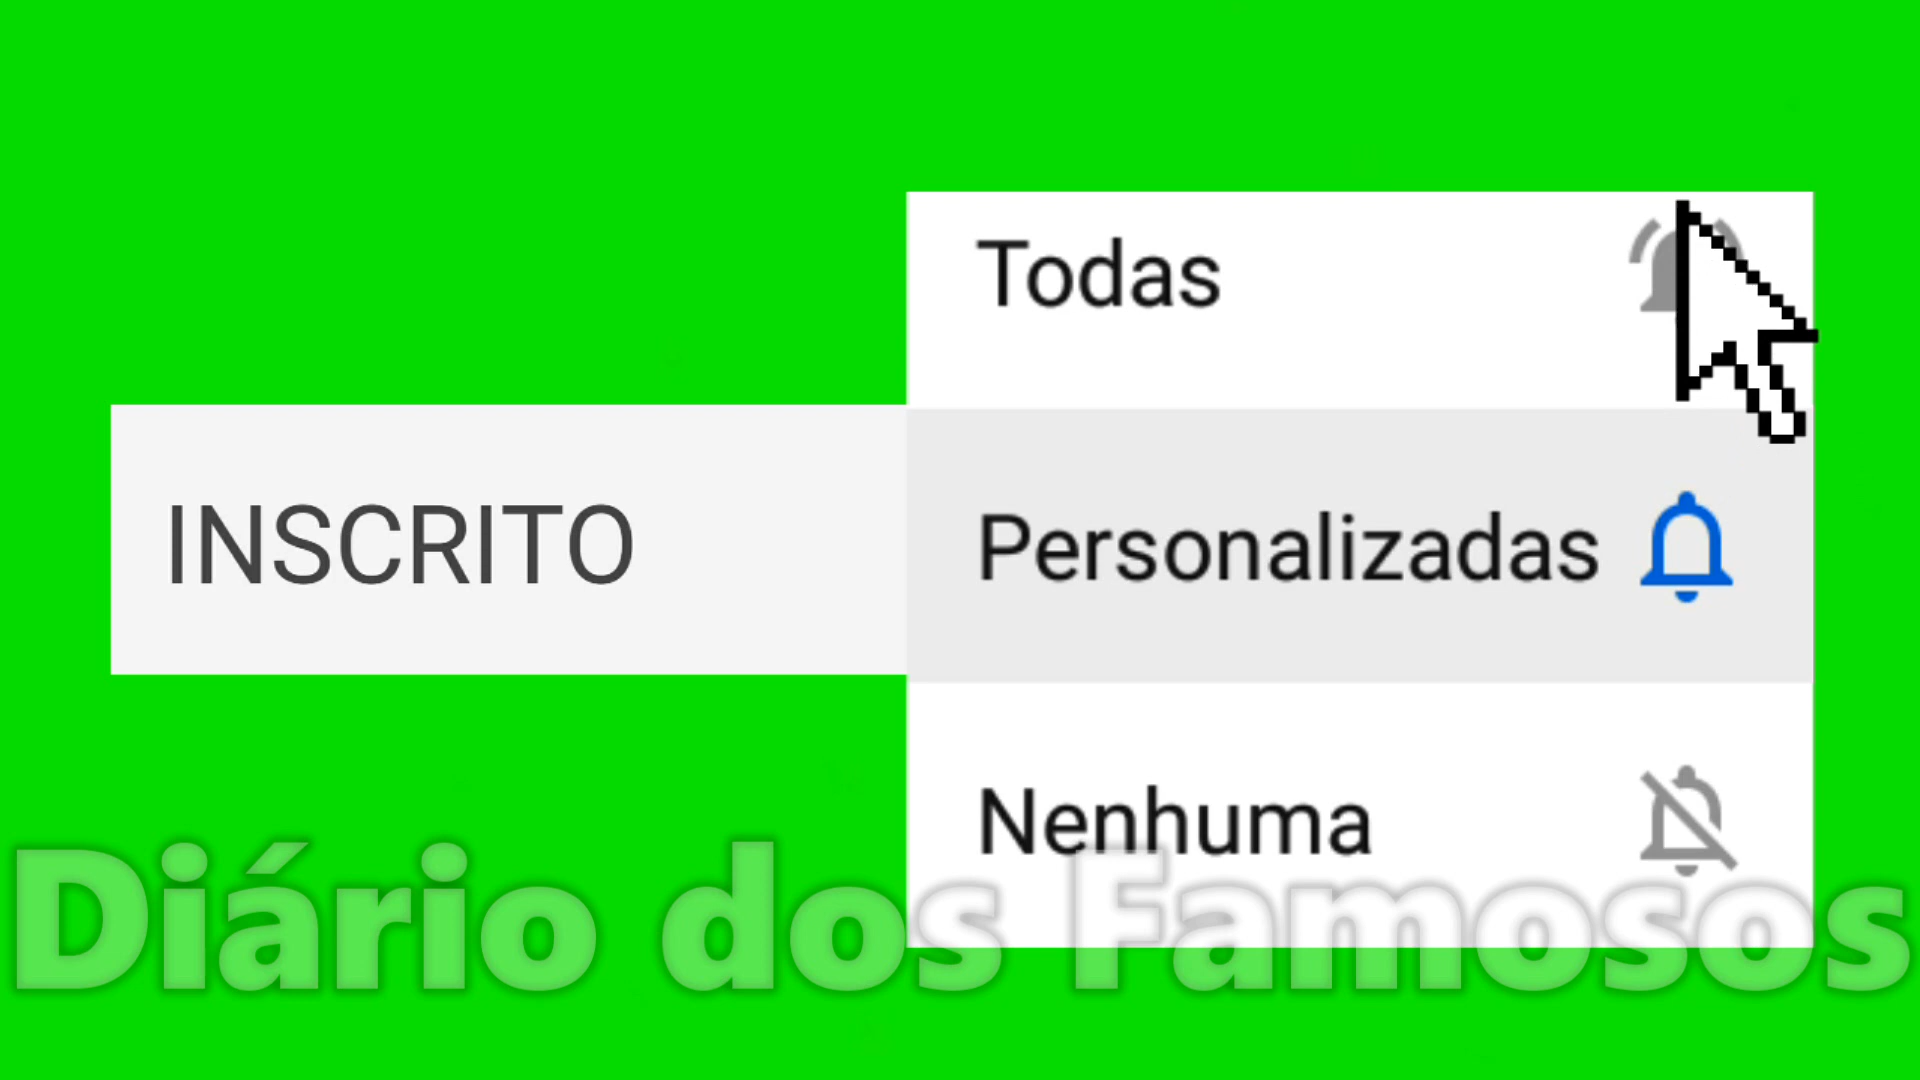 Todas
INSCRITO
Personalizadas
Nenhuma
Diário dos Famosos